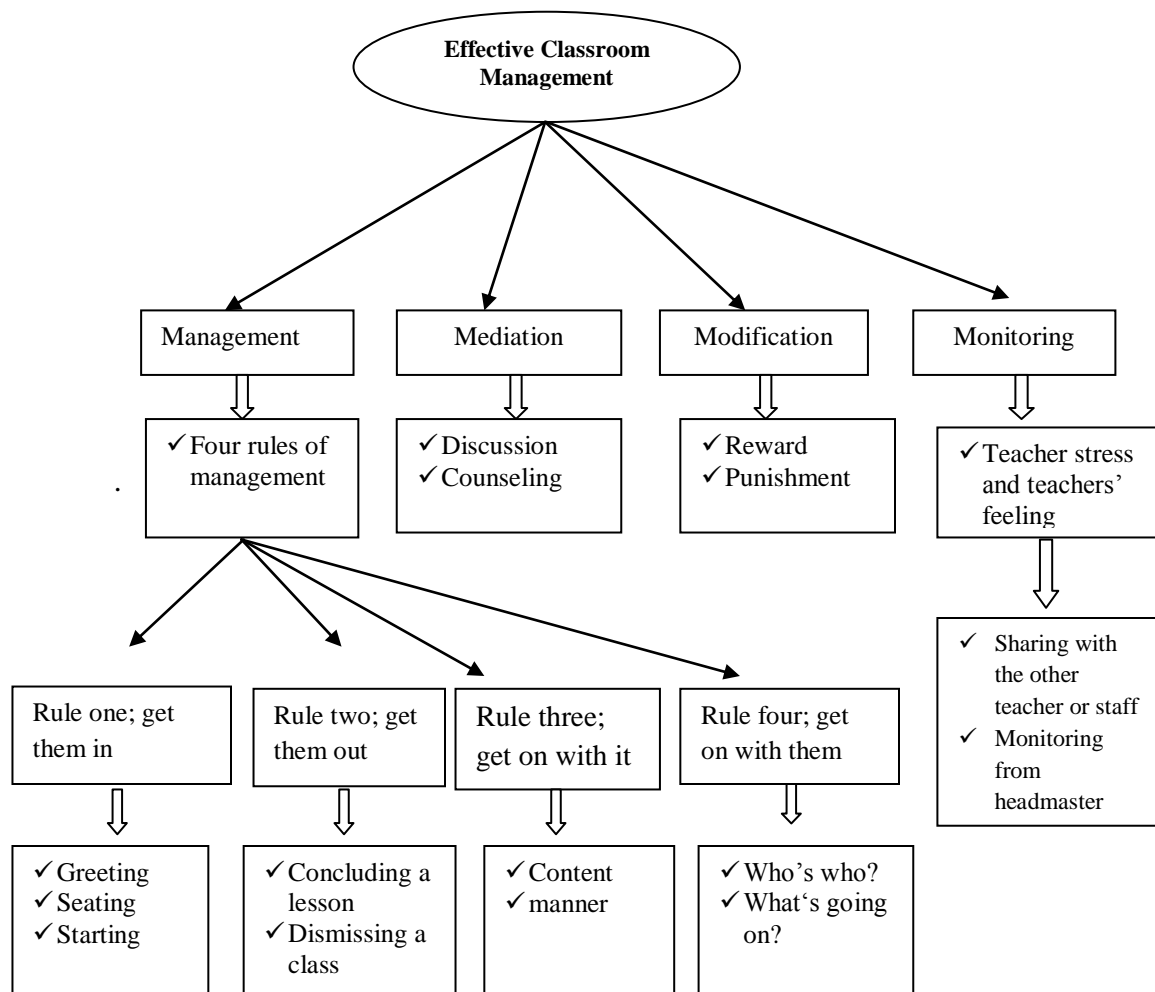 Effective Classroom
Management
Management
Mediation
Modification
Monitoring
✓ Four rules of
management
.
✓ Discussion
✓ Counseling
✓ Reward
✓ Punishment
✓ Teacher stress
and teachers’
feeling
✓ Sharing with
the other
teacher or staff
✓ Monitoring
from
headmaster
Rule one; get
them in
Rule two; get
them out
Rule three;
get on with it
Rule four; get
on with them
✓ Greeting
✓ Seating
✓ Starting
✓ Concluding a
lesson
✓ Dismissing a
class
✓ Content
✓ manner
✓ Who’s who?
✓ What‘s going
on?